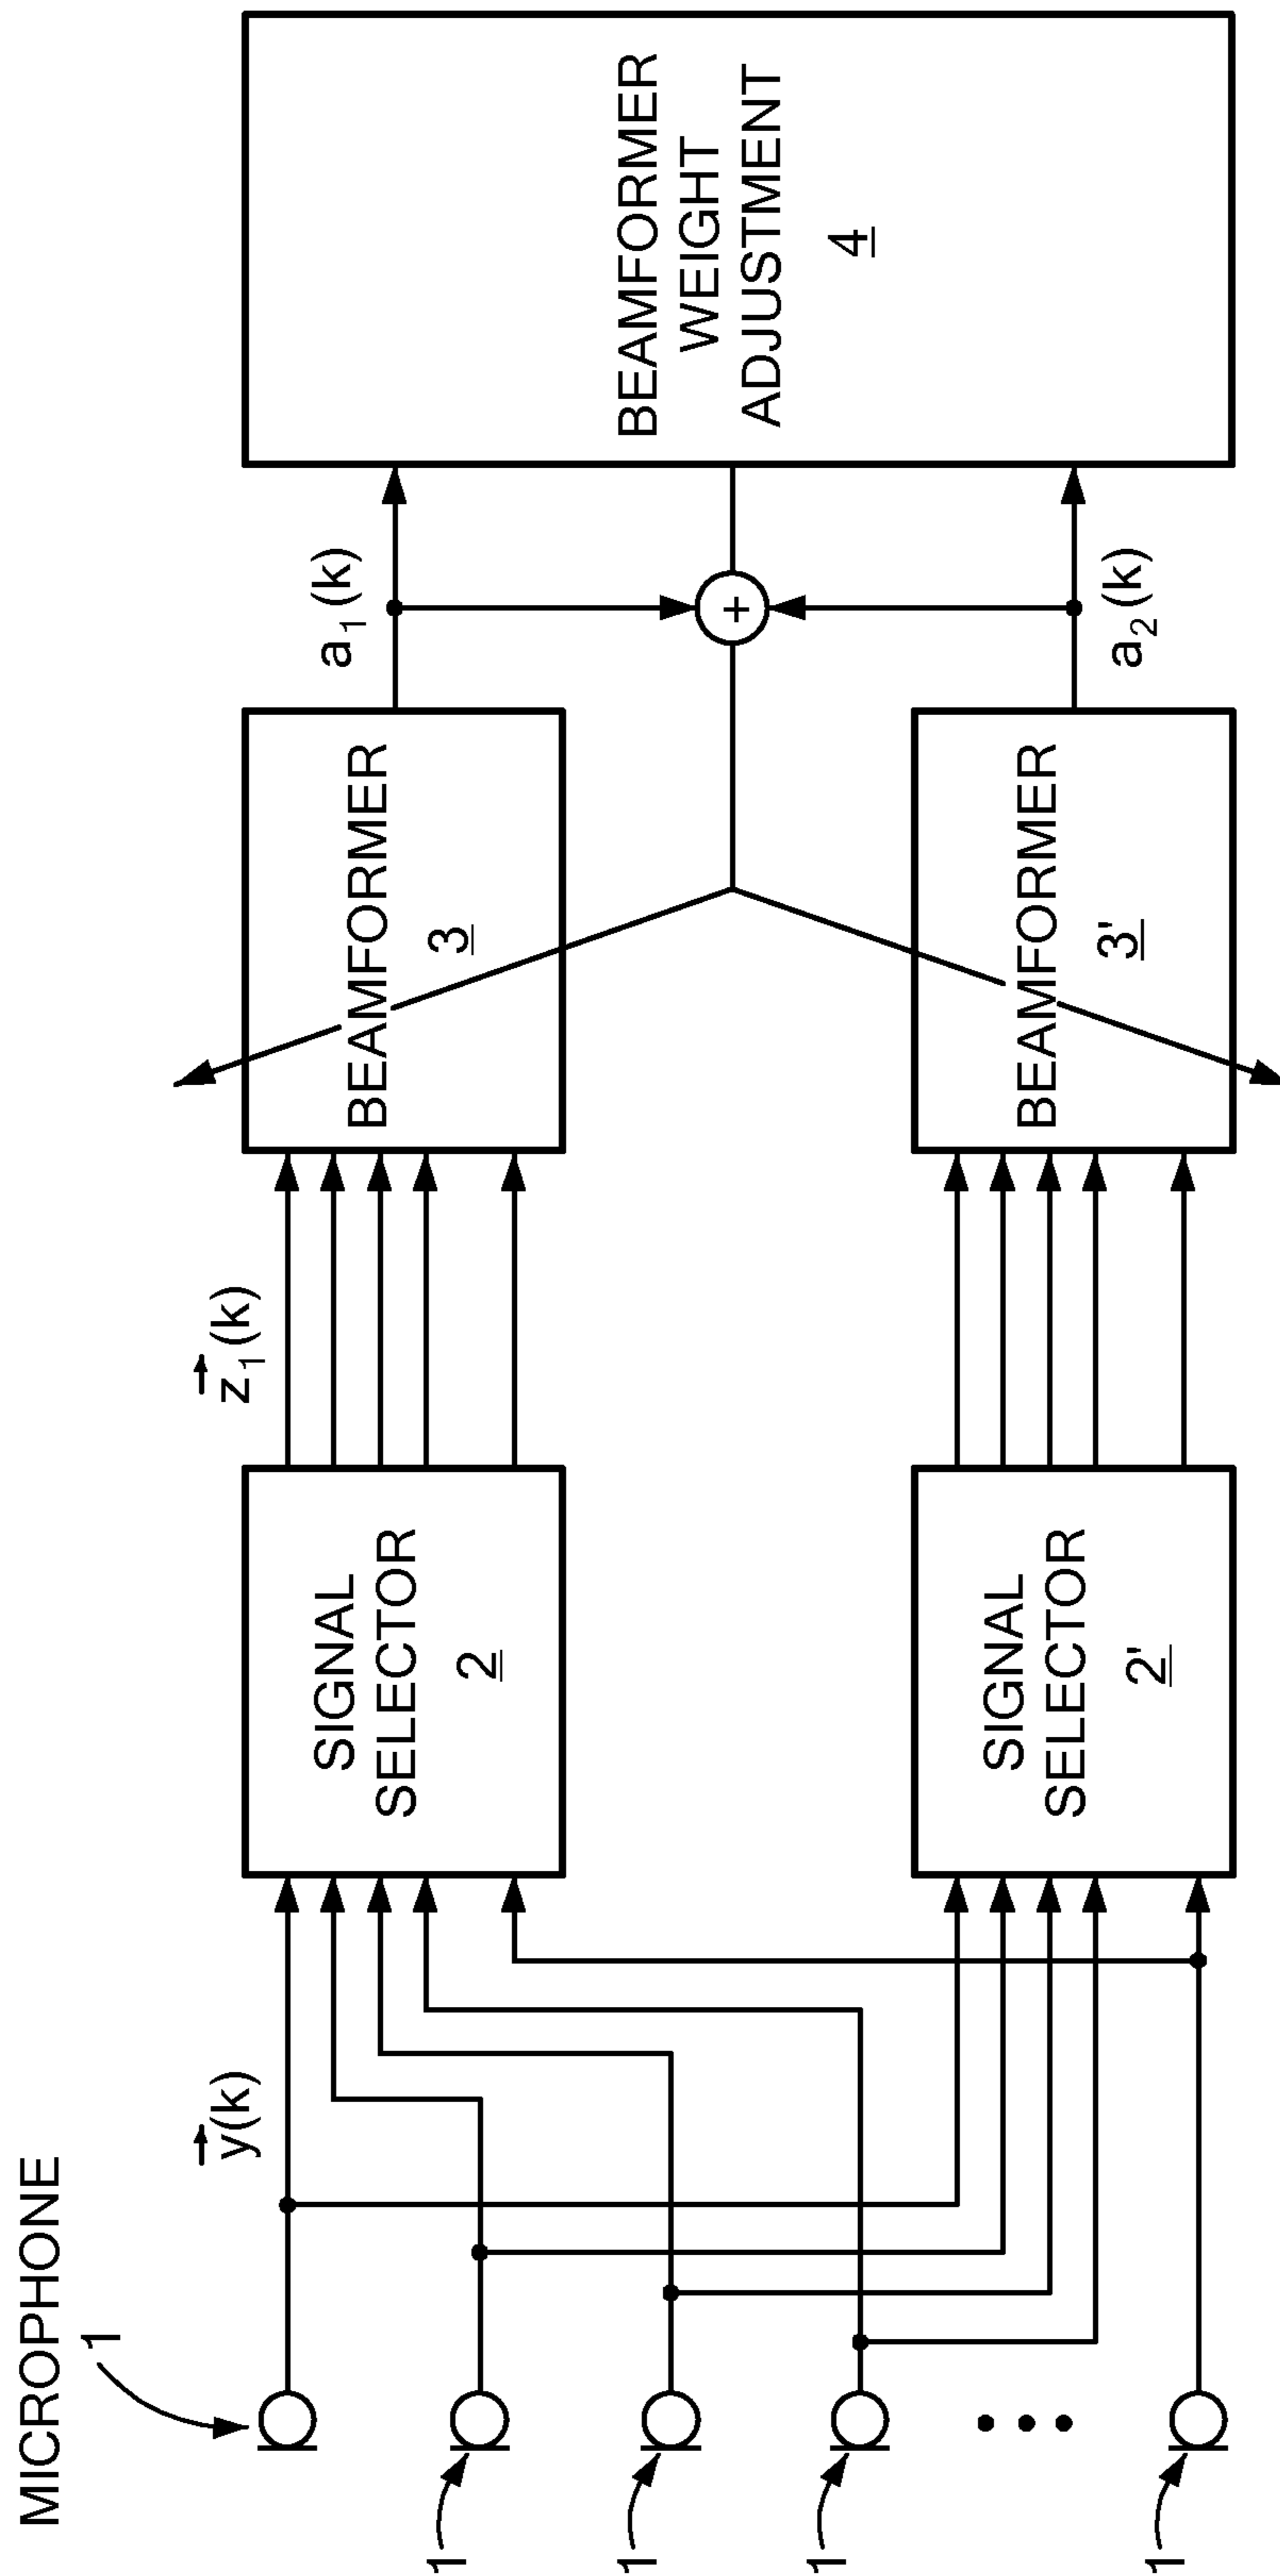 MICROPHONE
1
1
1
1
1
y(k)
SIGNAL
SELECTOR
2
SIGNAL
SELECTOR
2'
z₁(k)
BEAMFORMER
3
BEAMFORMER
3'
a₁(k)
+
a₂(k)
BEAMFORMER
WEIGHT
ADJUSTMENT
4